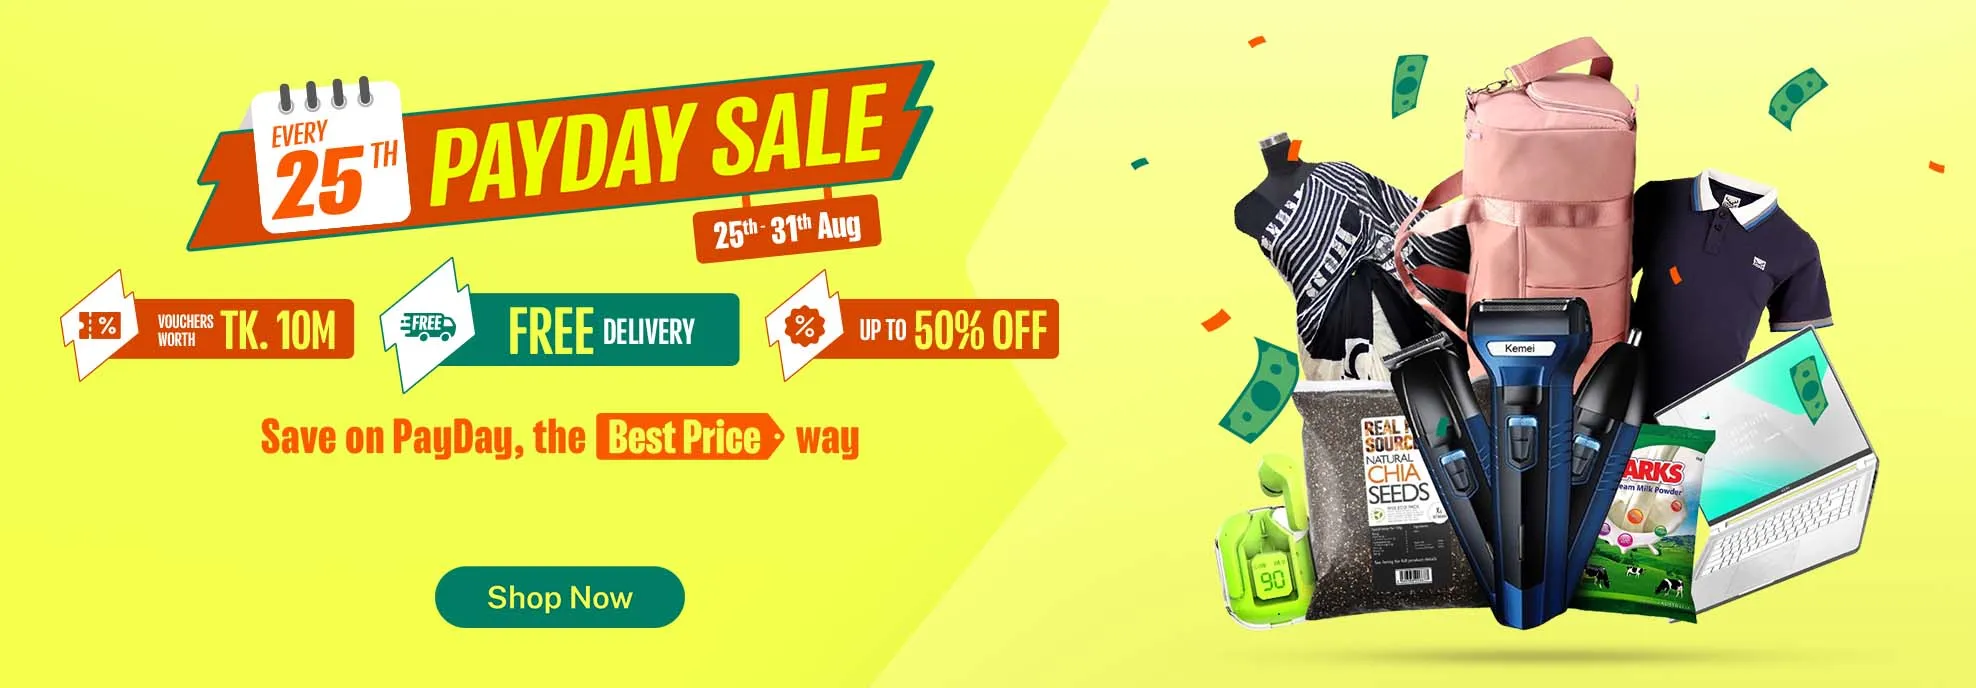 EVERY
25TH
PAYDAY SALE
25th - 31th Aug
VOUCHERS
WORTH
TK. 10M
FREE
FREE DELIVERY
%
UP TO 50% OFF
Save on PayDay, the Best Price way
Shop Now
Kemei
REAL
SOURC
NATURAL
CHIA
SEEDS
ARKS
eam Milk Powder
90